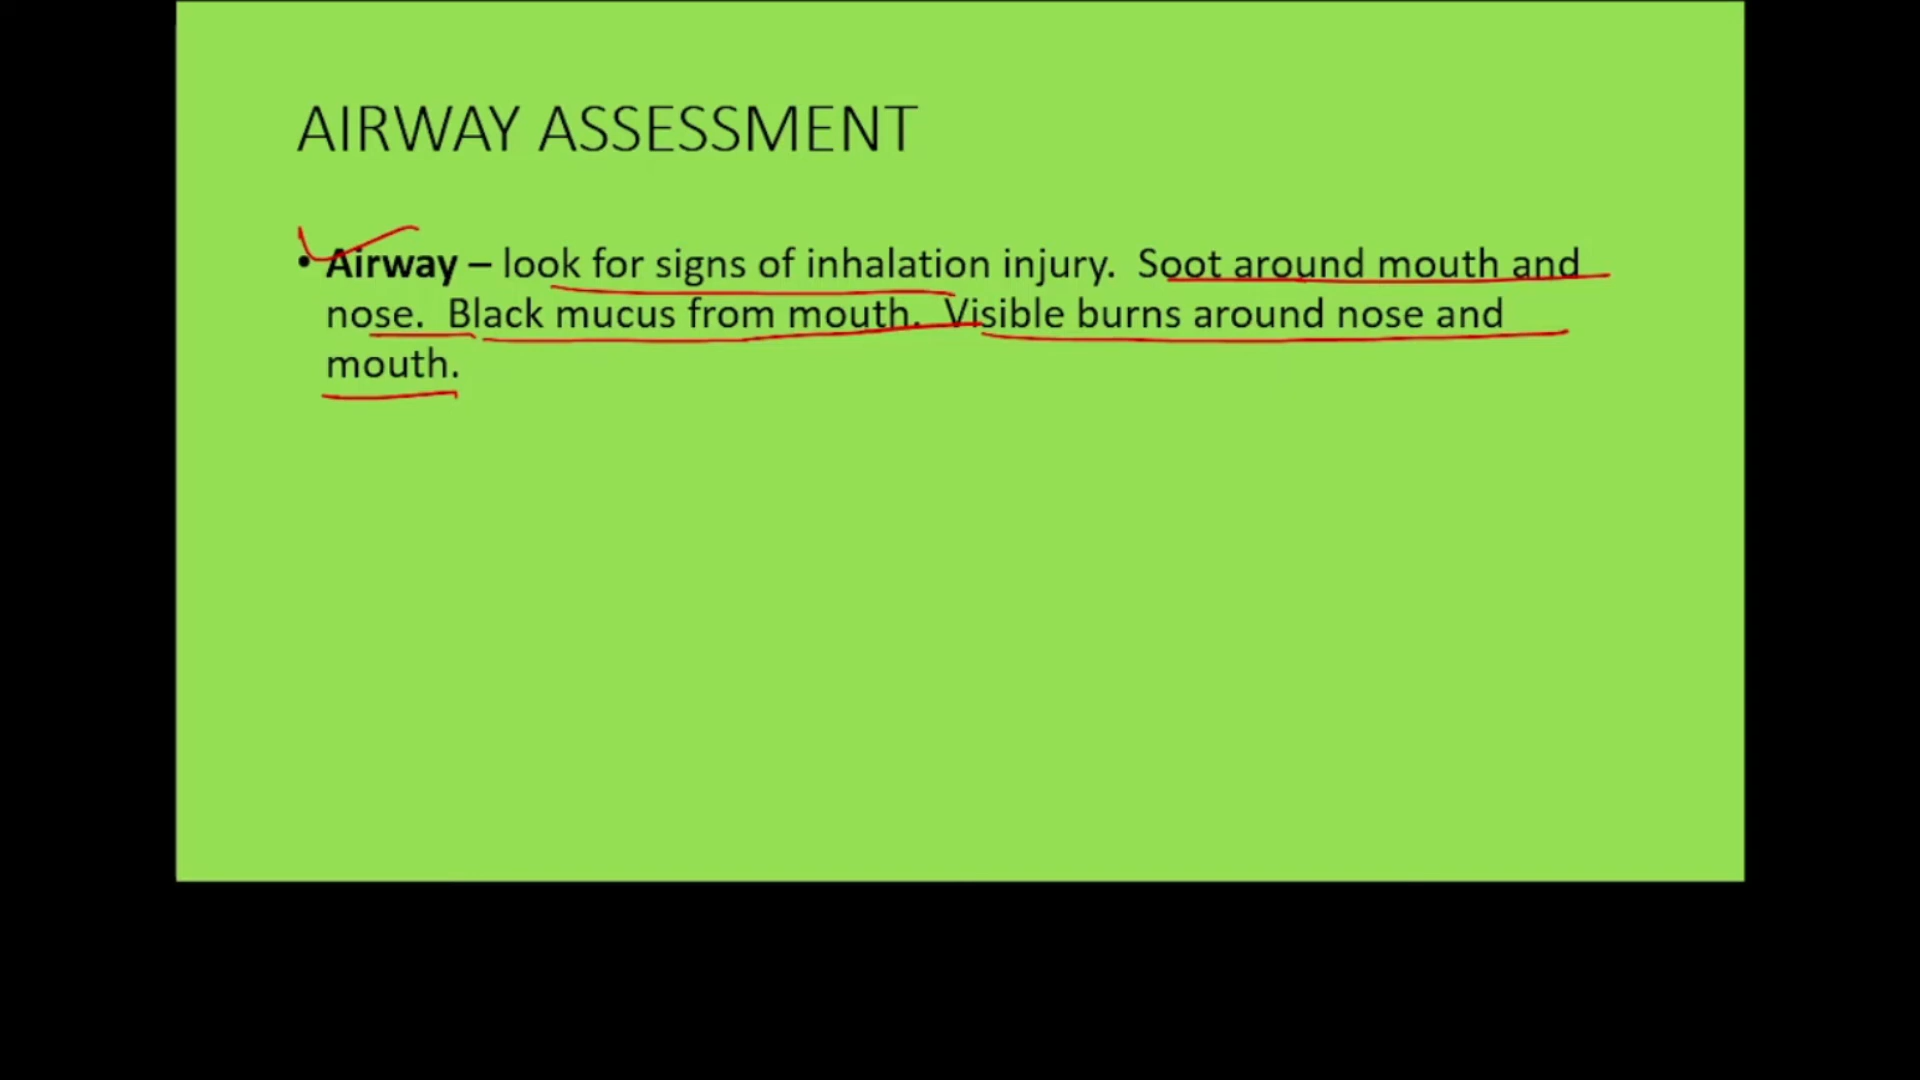 AIRWAY ASSESSMENT
• Airway – look for signs of inhalation injury.  Soot around mouth and
nose.  Black mucus from mouth.  Visible burns around nose and
mouth.